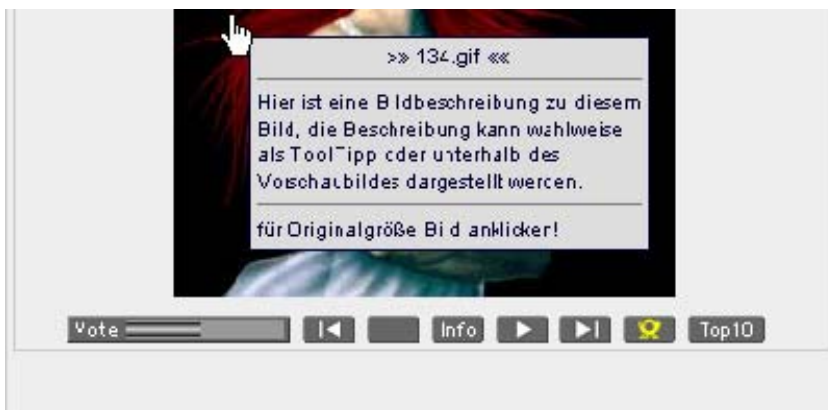 >» 134.gif ««
Hier ist eine Bildbeschreibung zu diesem
Bild, die Beschreibung kann wahlweise
als ToolTipp oder unterhalb des
Vorschaubildes dargestellt werden.
für Originalgröße Bild anklicken!
Vote Info Top10